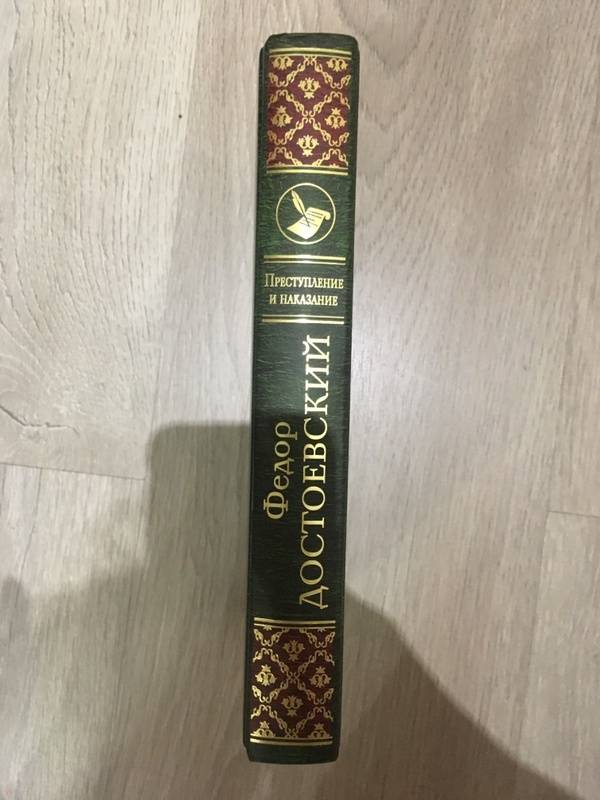 Преступление
и наказание
Федор
ДОСТОЕВСКИЙ